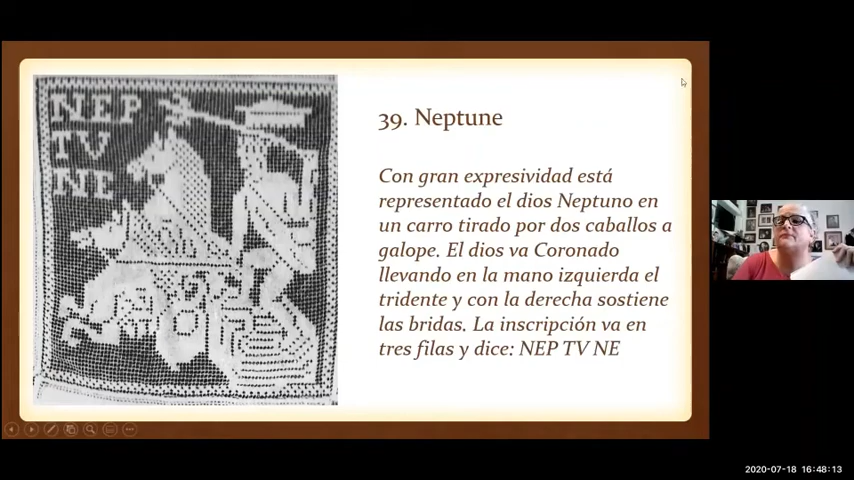 NEP
TV
NE
39. Neptune
Con gran expresividad está
representado el dios Neptuno en
un carro tirado por dos caballos a
galope. El dios va Coronado
llevando en la mano izquierda el
tridente y con la derecha sostiene
las bridas. La inscripción va en
tres filas y dice: NEP TV NE
2020-07-18 16:48:13